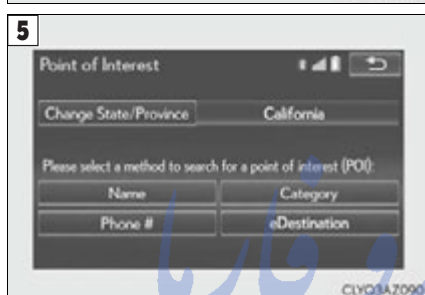 5
Point of Interest
Change State/Province California
Please select a method to search for a point of interest (POI):
Name Category
Phone # eDestination
CLYO3AZ090